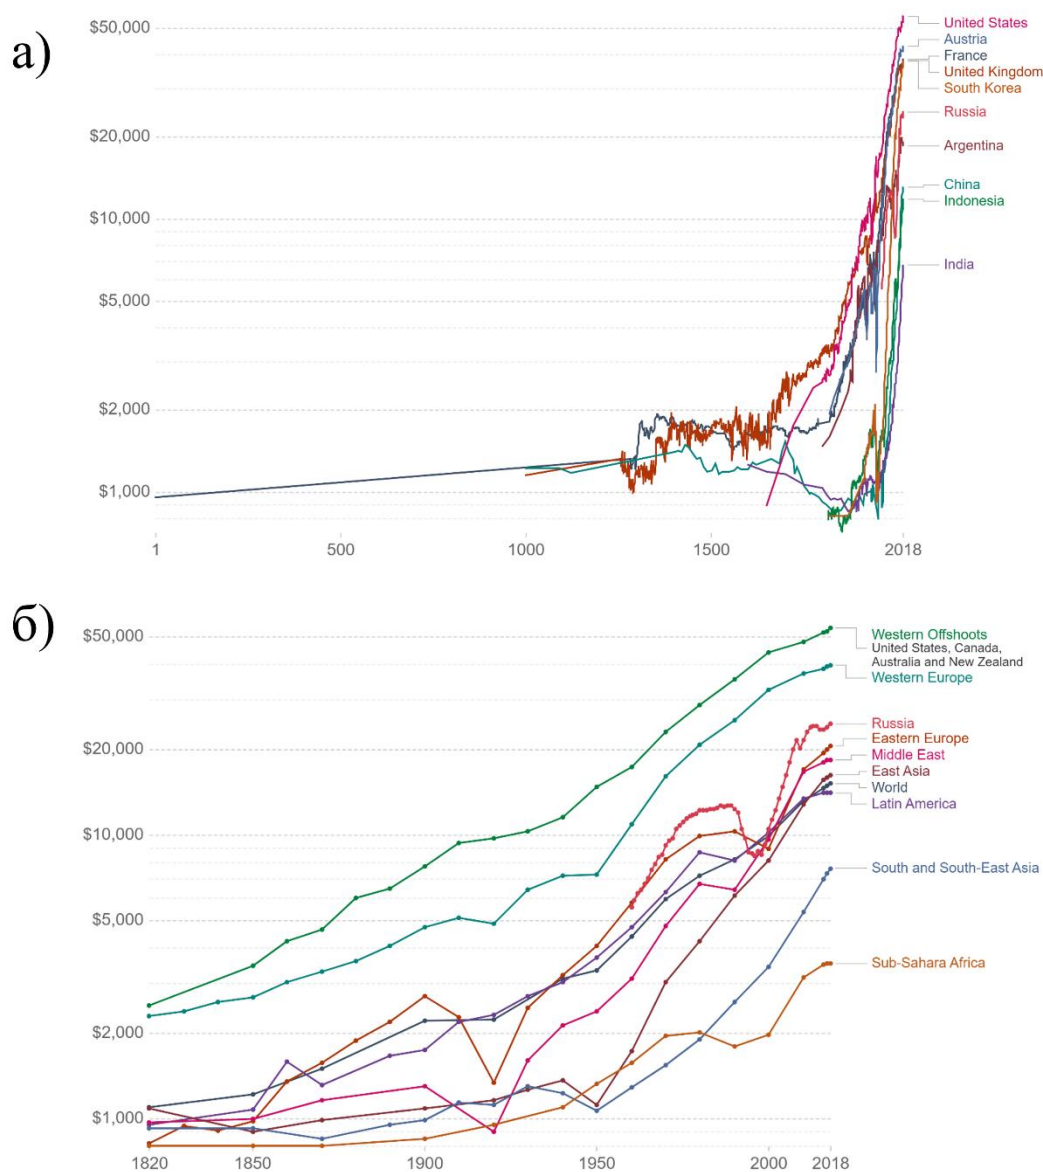 а)
$50,000
$20,000
$10,000
$5,000
$2,000
$1,000
1
500
1000
1500
2018
United States
Austria
France
United Kingdom
South Korea
Russia
Argentina
China
Indonesia
India
б)
$50,000
$20,000
$10,000
$5,000
$2,000
$1,000
1820
1850
1900
1950
2000
2018
Western Offshoots
United States, Canada,
Australia and New Zealand
Western Europe
Russia
Eastern Europe
Middle East
East Asia
World
Latin America
South and South-East Asia
Sub-Sahara Africa